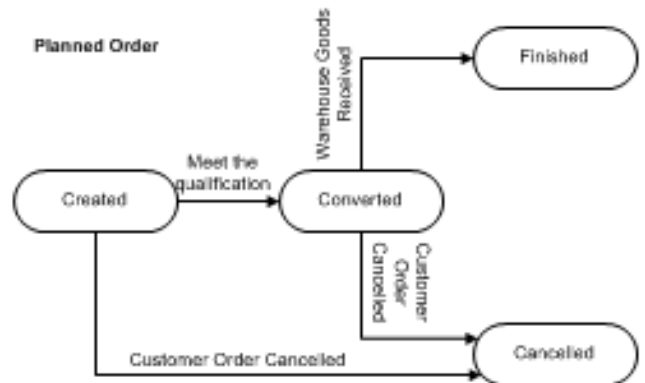 Planned Order
Warehouse Goods
Received
Finished
Meet the
qualification
Created
Converted
Customer
Order
Cancelled
Customer Order Cancelled
Cancelled